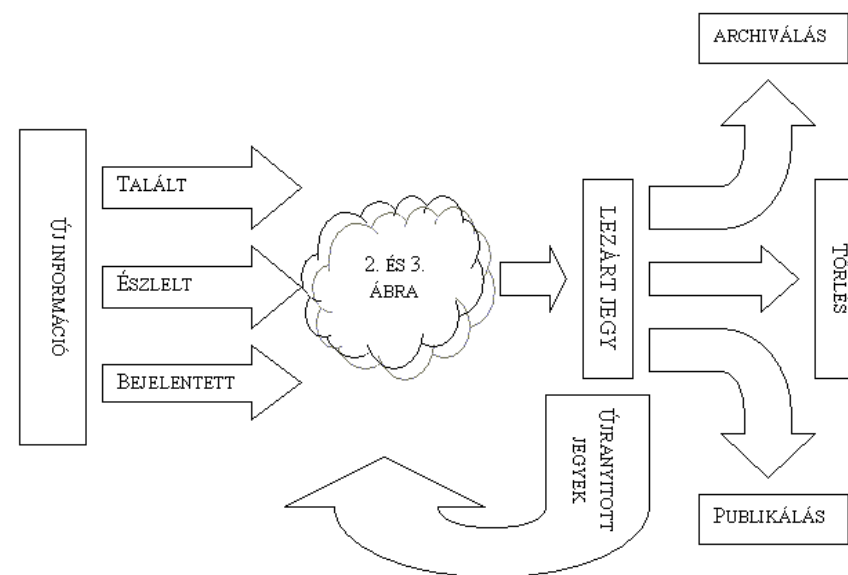 ÚJ INFORMÁCIÓ
TALÁLT
ÉSZLELT
BEJELENTETT
2. ÉS 3.
ÁBRA
LEZÁRT JEGY
ÚJRANYITOTT
JEGYEK
ARCHIVÁLÁS
TÖRLÉS
PUBLIKÁLÁS